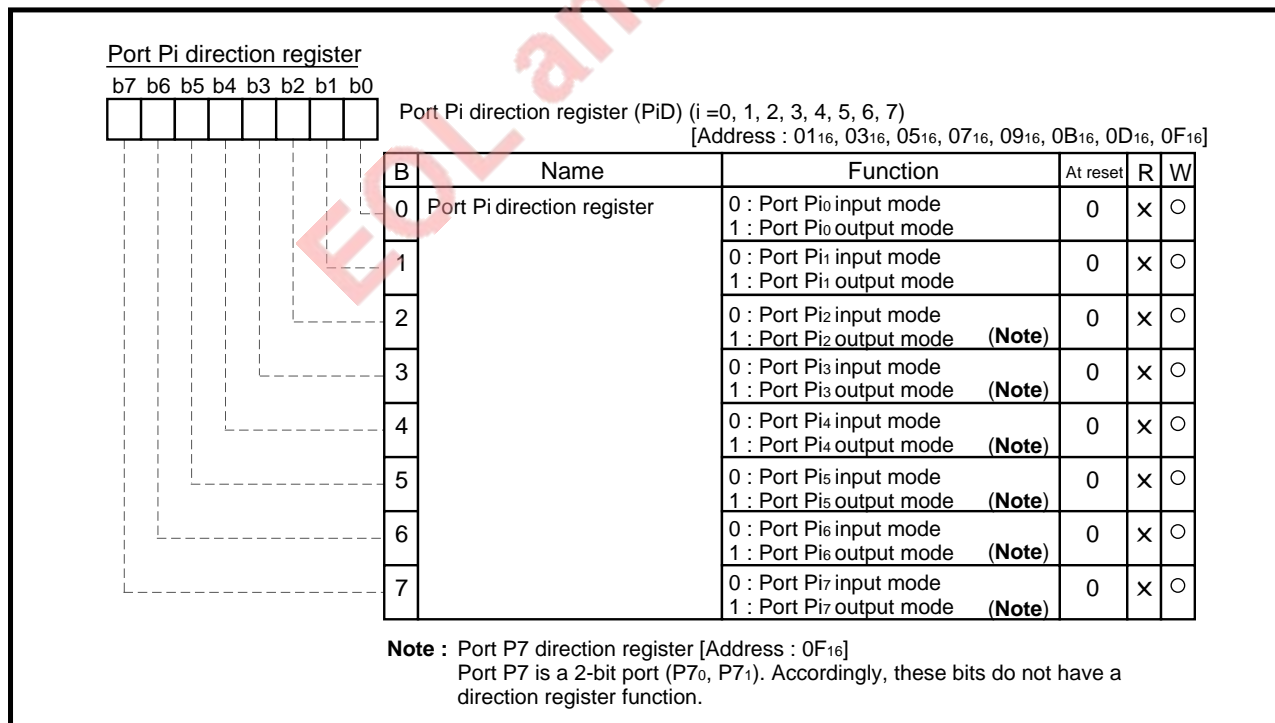 Port Pi direction register
b7 b6 b5 b4 b3 b2 b1 b0
Port Pi direction register (PiD) (i =0, 1, 2, 3, 4, 5, 6, 7)
[Address : 0116, 0316, 0516, 0716, 0916, 0B16, 0D16, 0F16]
B Name Function At reset R W
0 Port Pi direction register 0 : Port Pi0 input mode 0 × ○
1 : Port Pi0 output mode
1 0 : Port Pi1 input mode 0 × ○
1 : Port Pi1 output mode
2 0 : Port Pi2 input mode 0 × ○
1 : Port Pi2 output mode (Note)
3 0 : Port Pi3 input mode 0 × ○
1 : Port Pi3 output mode (Note)
4 0 : Port Pi4 input mode 0 × ○
1 : Port Pi4 output mode (Note)
5 0 : Port Pi5 input mode 0 × ○
1 : Port Pi5 output mode (Note)
6 0 : Port Pi6 input mode 0 × ○
1 : Port Pi6 output mode (Note)
7 0 : Port Pi7 input mode 0 × ○
1 : Port Pi7 output mode (Note)
Note : Port P7 direction register [Address : 0F16]
Port P7 is a 2-bit port (P70, P71). Accordingly, these bits do not have a
direction register function.
EOL